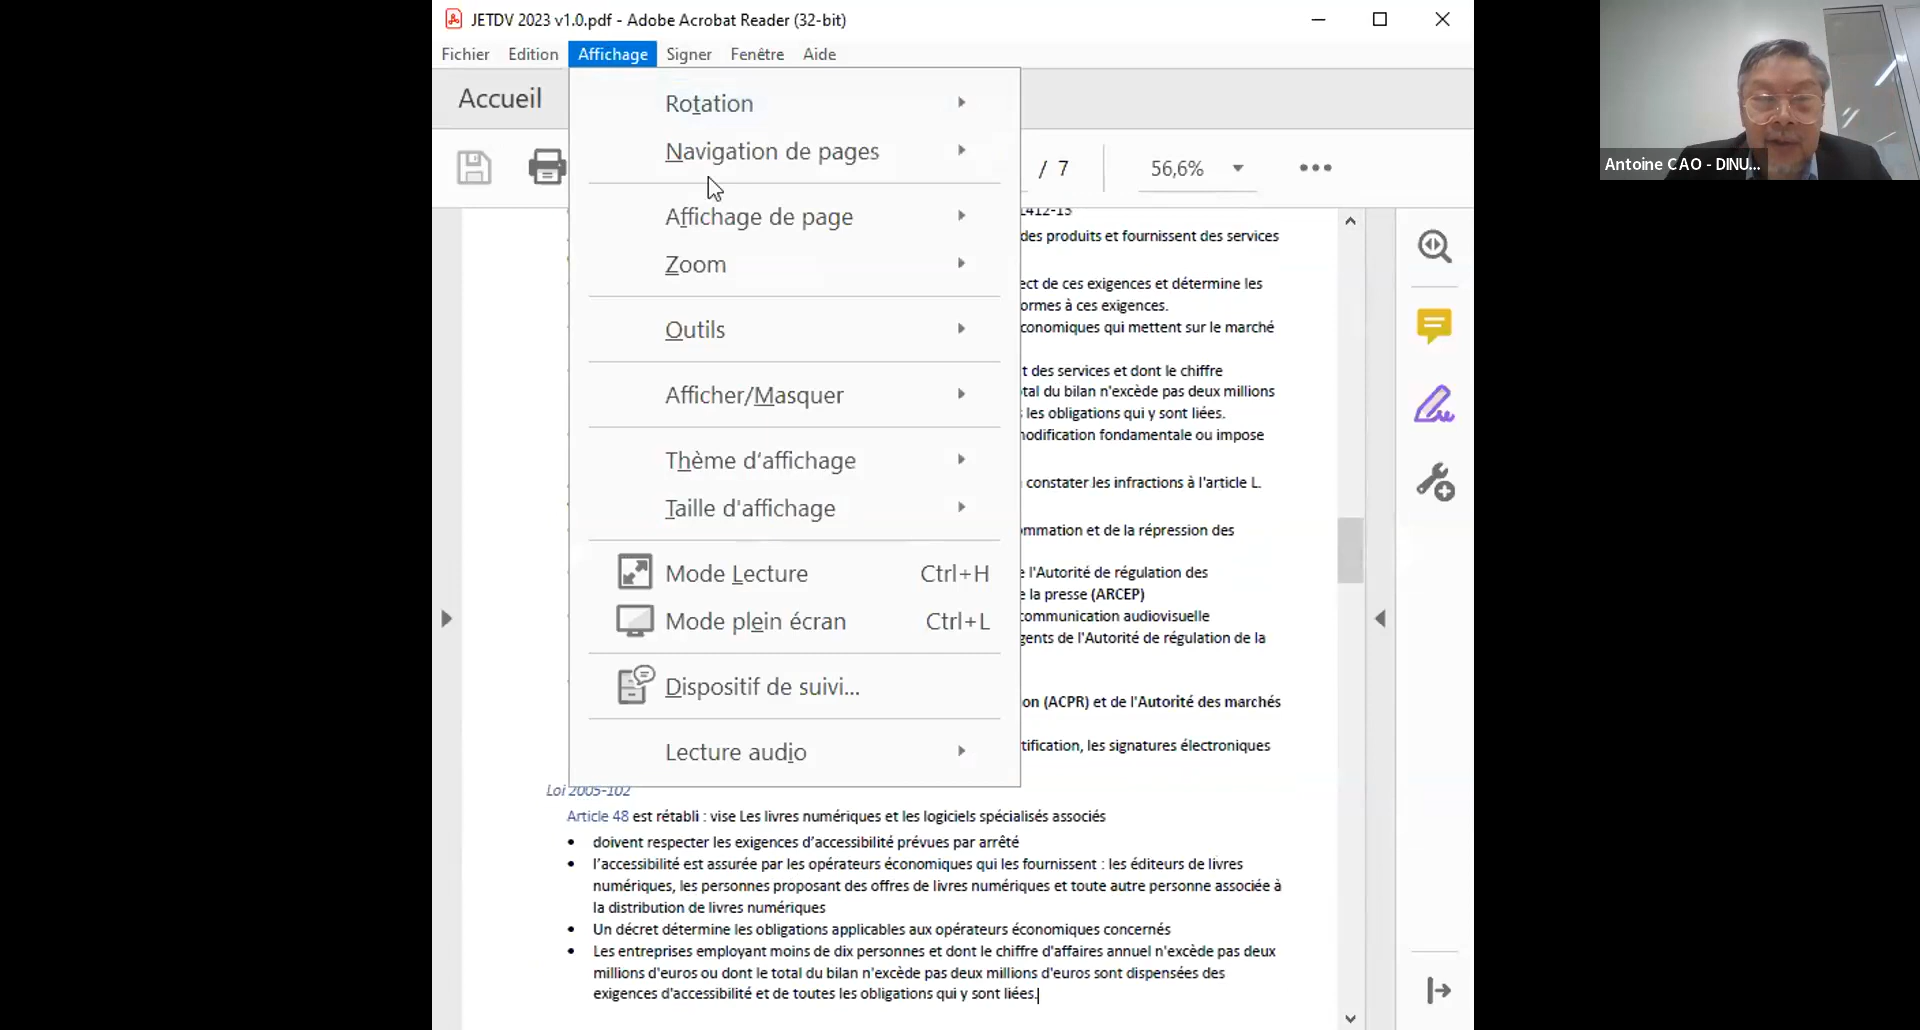 JETDV 2023 v1.0.pdf - Adobe Acrobat Reader (32-bit)
Fichier Edition Affichage Signer Fenêtre Aide
Accueil
/ 7 56,6%
Rotation
Navigation de pages
Affichage de page
Zoom
Outils
Afficher/Masquer
Thème d'affichage
Taille d'affichage
Mode Lecture Ctrl+H
Mode plein écran Ctrl+L
Dispositif de suivi...
Lecture audio
1412-13
des produits et fournissent des services
ect de ces exigences et détermine les
ormes à ces exigences.
conomiques qui mettent sur le marché
t des services et dont le chiffre
otal du bilan n'excède pas deux millions
les obligations qui y sont liées.
nodification fondamentale ou impose
constater les infractions à l'article L.
ommation et de la répression des
e l'Autorité de régulation des
e la presse (ARCEP)
communication audiovisuelle
gents de l'Autorité de régulation de la
on (ACPR) et de l'Autorité des marchés
tification, les signatures électroniques
Loi 2005-102
Article 48 est rétabli : vise Les livres numériques et les logiciels spécialisés associés
• doivent respecter les exigences d'accessibilité prévues par arrêté
• l'accessibilité est assurée par les opérateurs économiques qui les fournissent : les éditeurs de livres
numériques, les personnes proposant des offres de livres numériques et toute autre personne associée à
la distribution de livres numériques
• Un décret détermine les obligations applicables aux opérateurs économiques concernés
• Les entreprises employant moins de dix personnes et dont le chiffre d'affaires annuel n'excède pas deux
millions d'euros ou dont le total du bilan n'excède pas deux millions d'euros sont dispensées des
exigences d'accessibilité et de toutes les obligations qui y sont liées.
Antoine CAO - DINU...